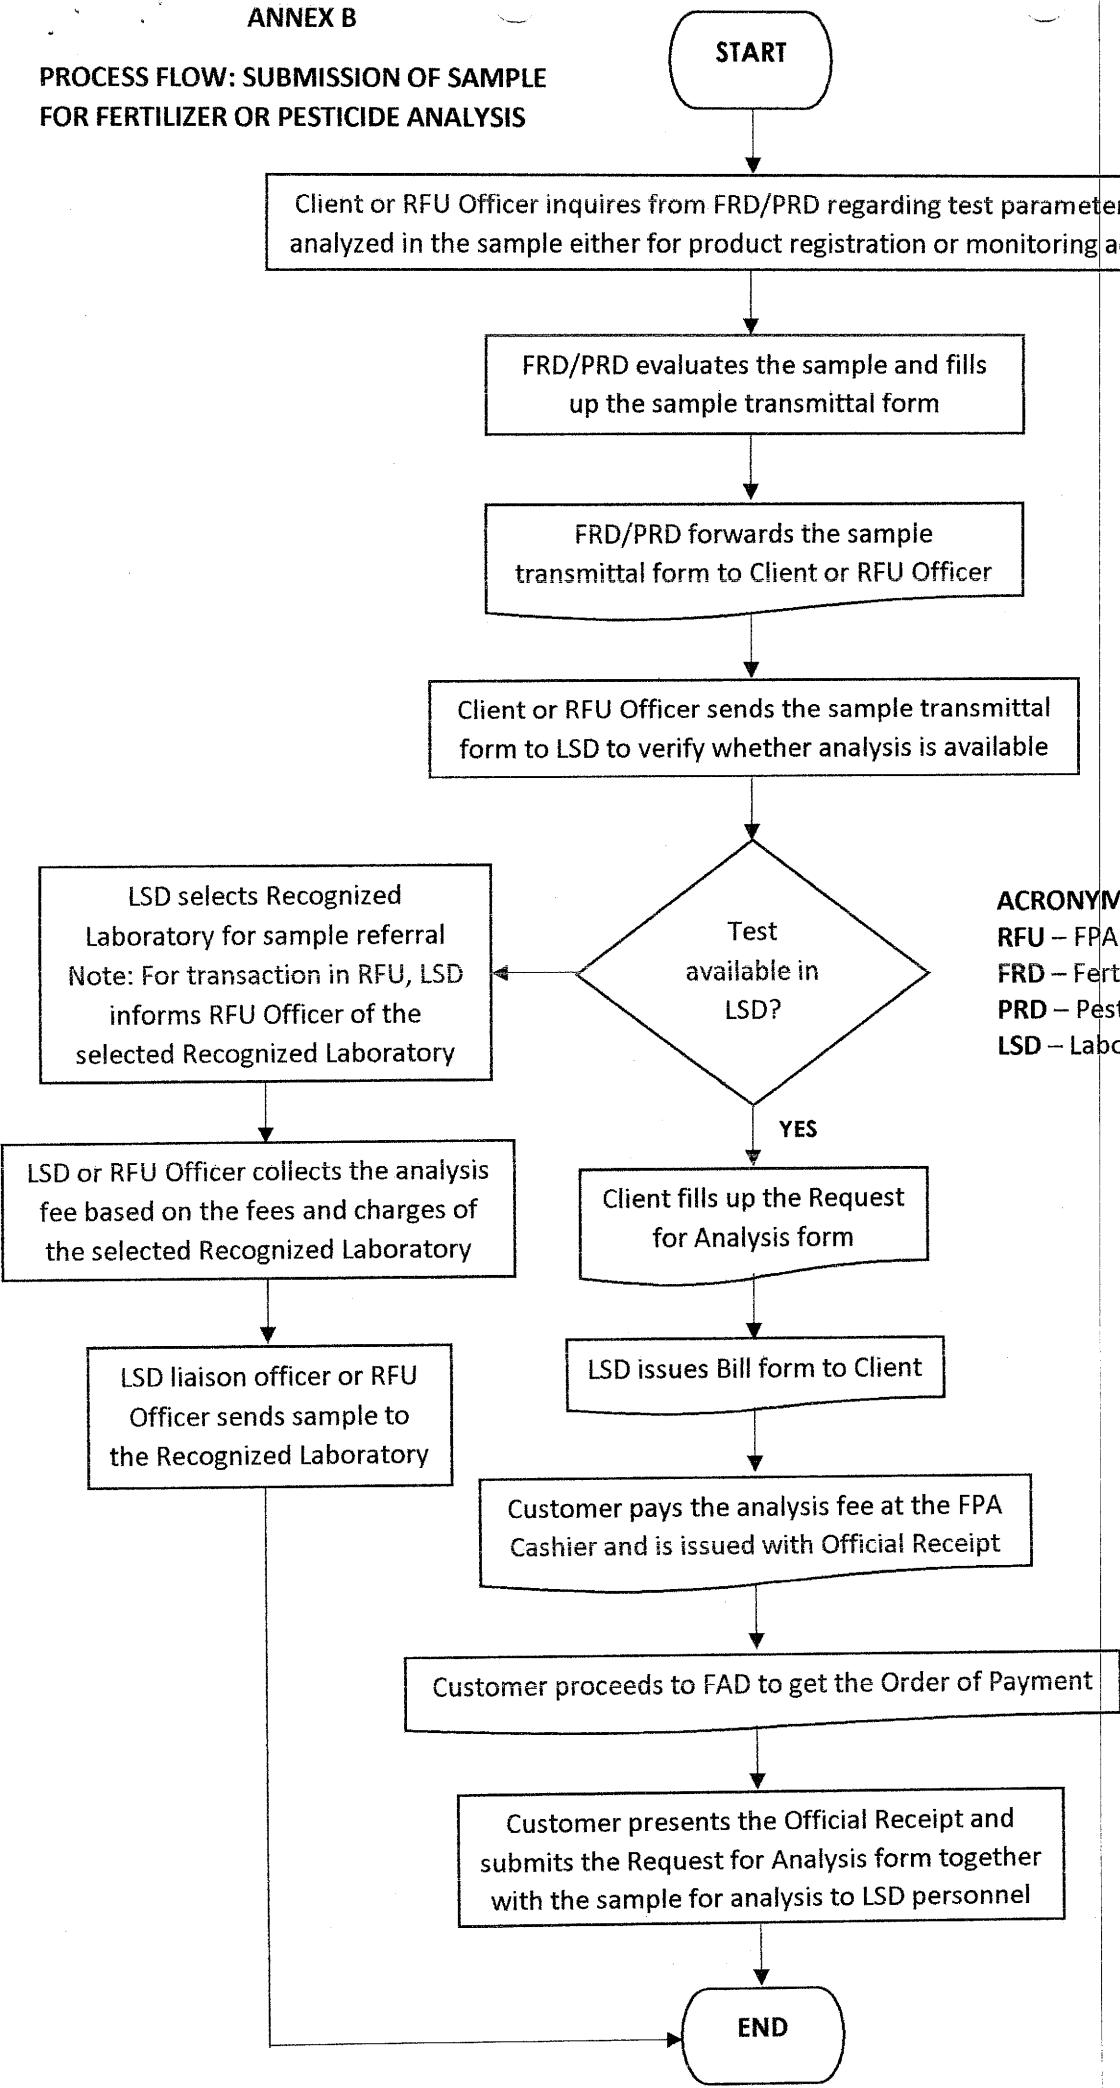 ANNEX B
PROCESS FLOW: SUBMISSION OF SAMPLE
FOR FERTILIZER OR PESTICIDE ANALYSIS
START
Client or RFU Officer inquires from FRD/PRD regarding test parameter
analyzed in the sample either for product registration or monitoring a
FRD/PRD evaluates the sample and fills
up the sample transmittal form
FRD/PRD forwards the sample
transmittal form to Client or RFU Officer
Client or RFU Officer sends the sample transmittal
form to LSD to verify whether analysis is available
Test
available in
LSD?
LSD selects Recognized
Laboratory for sample referral
Note: For transaction in RFU, LSD
informs RFU Officer of the
selected Recognized Laboratory
ACRONYM
RFU – FPA
FRD – Fert
PRD – Pest
LSD – Labo
YES
LSD or RFU Officer collects the analysis
fee based on the fees and charges of
the selected Recognized Laboratory
LSD liaison officer or RFU
Officer sends sample to
the Recognized Laboratory
Client fills up the Request
for Analysis form
LSD issues Bill form to Client
Customer pays the analysis fee at the FPA
Cashier and is issued with Official Receipt
Customer proceeds to FAD to get the Order of Payment
Customer presents the Official Receipt and
submits the Request for Analysis form together
with the sample for analysis to LSD personnel
END